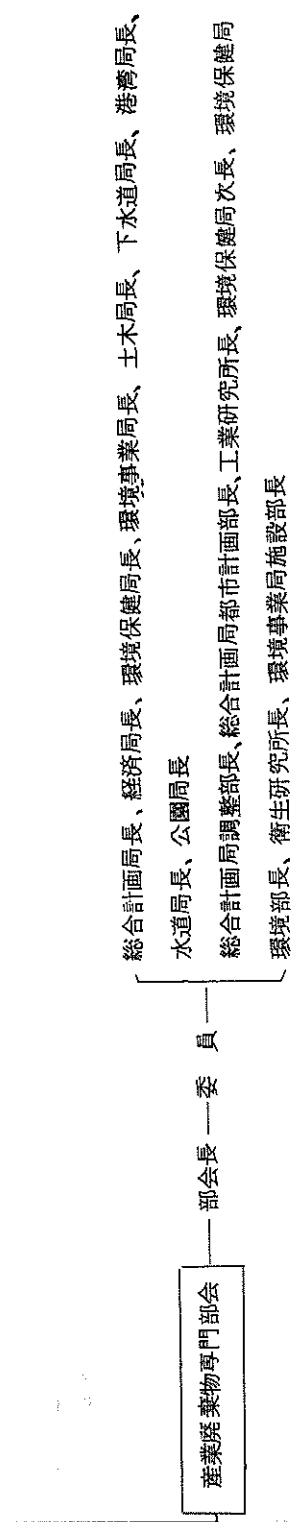 産業廃棄物専門部会
部会長
委員
総合計画局長、経済局長、環境保健局長、環境事業局長、土木局長、下水道局長、港湾局長、
水道局長、公園局長
総合計画局調整部長、総合計画局都市計画部長、工業研究所長、環境保健局次長、環境保健局
環境部長、衛生研究所長、環境事業局施設部長